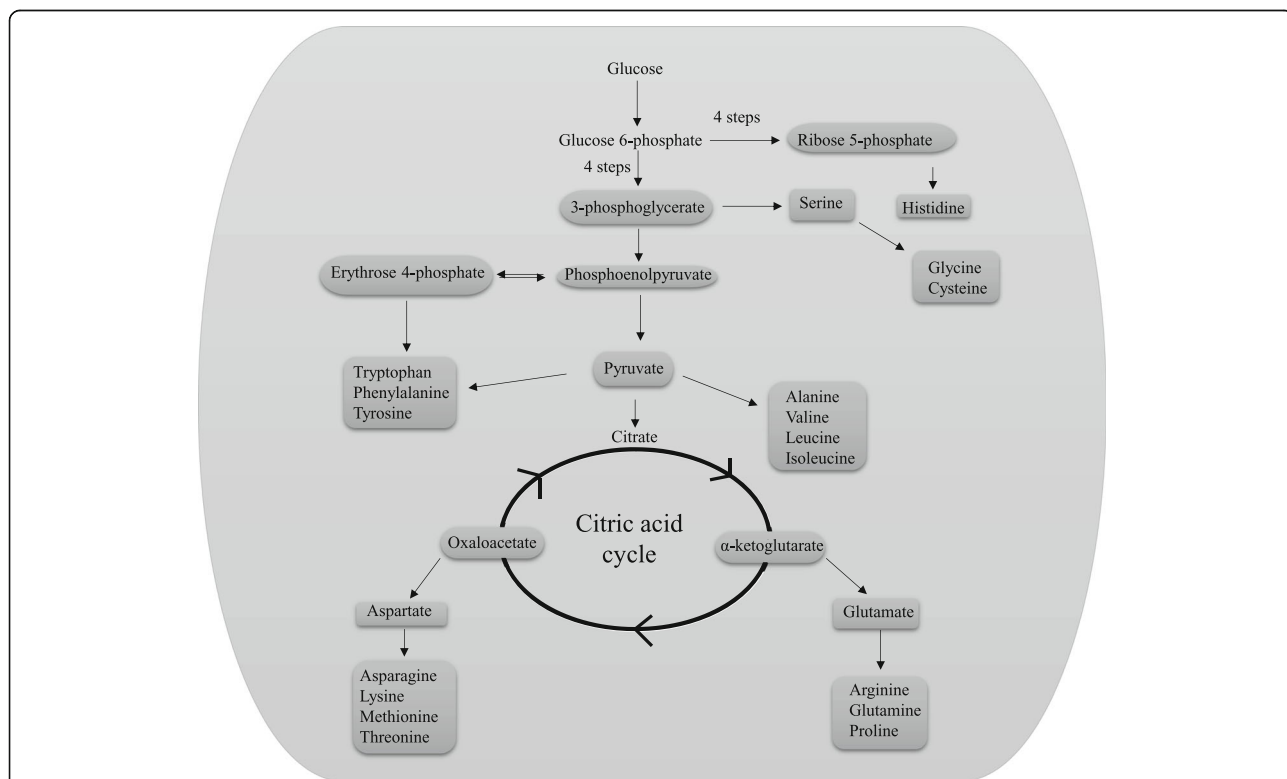 Glucose
4 steps
Glucose 6-phosphate
Ribose 5-phosphate
4 steps
3-phosphoglycerate
Serine
Histidine
Glycine
Cysteine
Erythrose 4-phosphate
Phosphoenolpyruvate
Tryptophan
Phenylalanine
Tyrosine
Pyruvate
Alanine
Valine
Leucine
Isoleucine
Citrate
Citric acid
cycle
Oxaloacetate
α-ketoglutarate
Aspartate
Glutamate
Asparagine
Lysine
Methionine
Threonine
Arginine
Glutamine
Proline